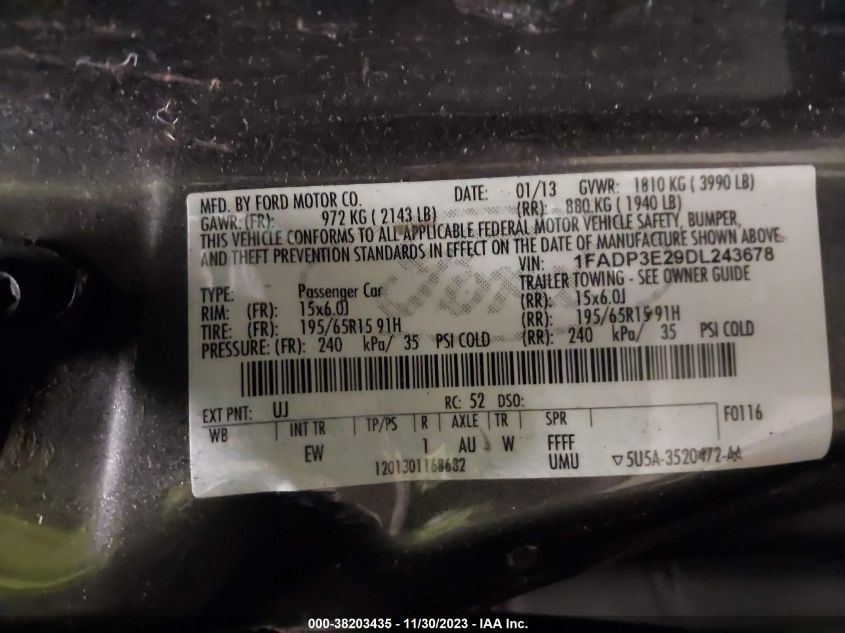 MFD. BY FORD MOTOR CO. DATE: 01/13 GVWR: 1810 KG ( 3990 LB)
GAWR: (FR): 972 KG ( 2143 LB) (RR): 880 KG ( 1940 LB)
THIS VEHICLE CONFORMS TO ALL APPLICABLE FEDERAL MOTOR VEHICLE SAFETY, BUMPER,
AND THEFT PREVENTION STANDARDS IN EFFECT ON THE DATE OF MANUFACTURE SHOWN ABOVE.
VIN: 1FADP3E29DL243678
TYPE: Passenger Car TRAILER TOWING - SEE OWNER GUIDE
RIM: (FR): 15x6.0J (RR): 15x6.0J
TIRE: (FR): 195/65R15 91H (RR): 195/65R15 91H
PRESSURE: (FR): 240 kPa/ 35 PSI COLD (RR): 240 kPa/ 35 PSI COLD
EXT PNT: UJ RC: 52 DSO:
WB INT TR TP/PS R AXLE TR SPR F0116
EW 1 AU W FFFF
1201301168682 UMU ▽5U5A-3520472-AA
000-38203435 - 11/30/2023 - IAA Inc.